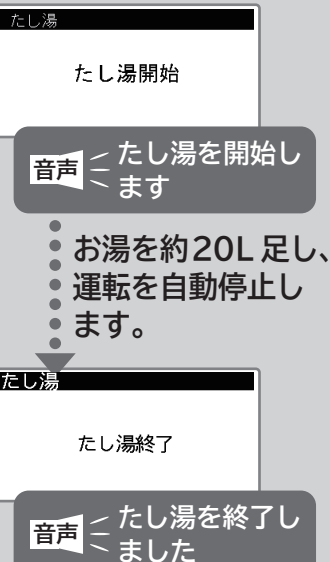 たし湯
たし湯開始
音声
たし湯を開始し
ます
お湯を約20L 足し、
運転を自動停止し
ます。
たし湯
たし湯終了
音声
たし湯を終了し
ました